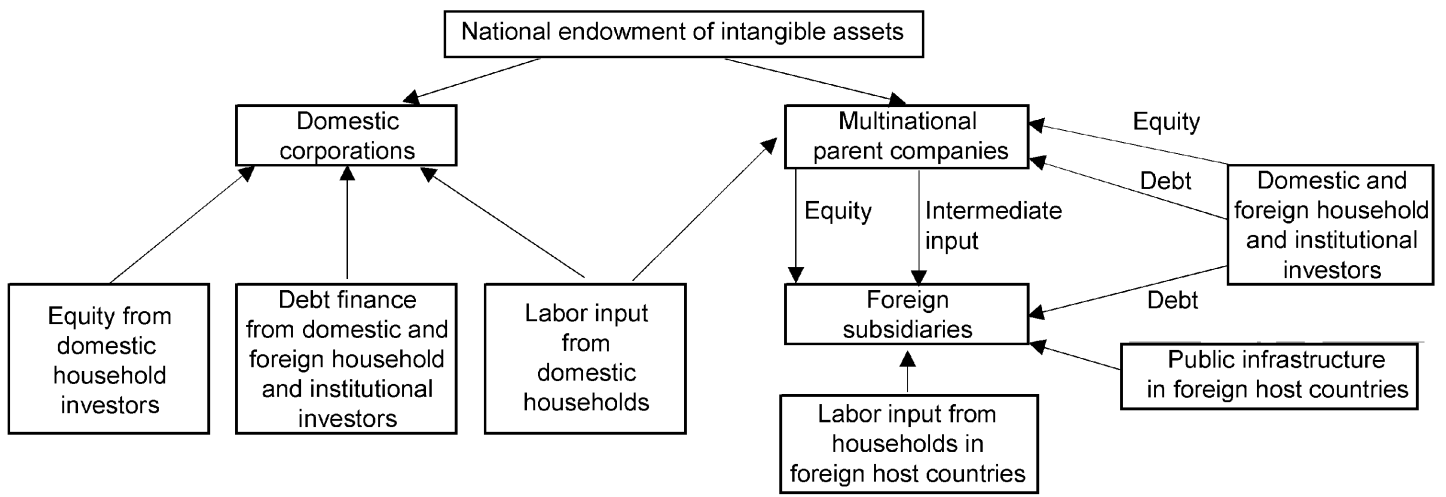 National endowment of intangible assets
Domestic
corporations
Multinational
parent companies
Equity
Debt
Domestic and
foreign household
and institutional
investors
Equity
Intermediate
input
Debt
Equity from
domestic
household
investors
Debt finance
from domestic and
foreign household
and institutional
investors
Labor input
from
domestic
households
Foreign
subsidiaries
Public infrastructure
in foreign host countries
Labor input from
households in
foreign host countries